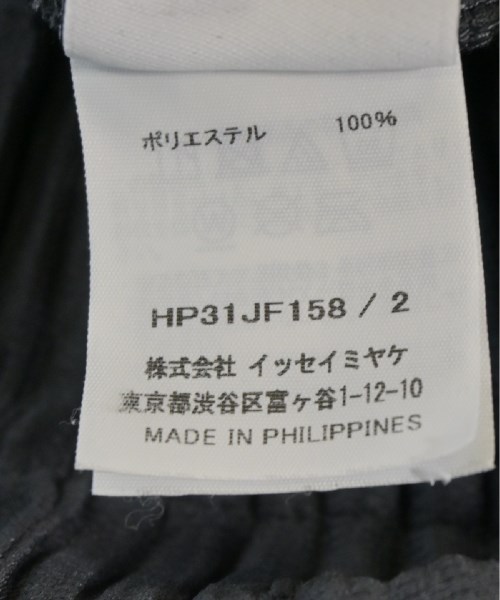 ポリエステル 100%
HP31JF158 / 2
株式会社 イッセイミヤケ
東京都渋谷区富ヶ谷1-12-10
MADE IN PHILIPPINES